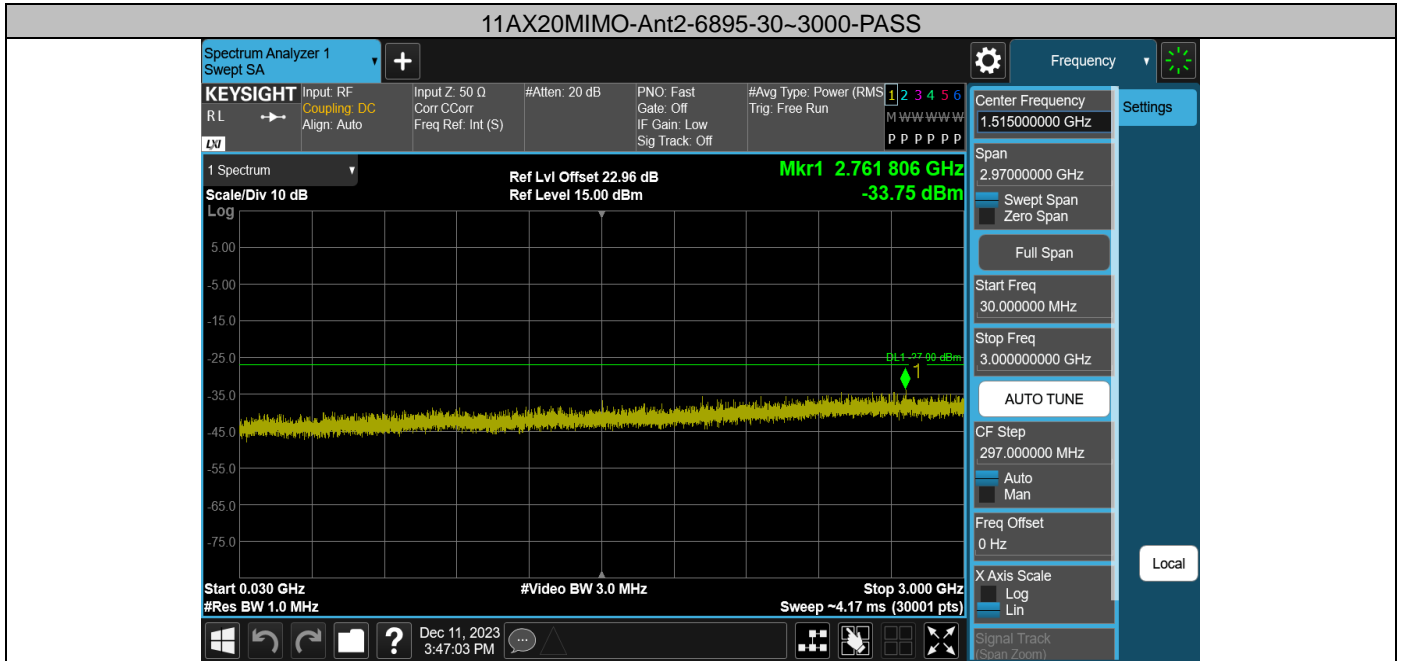 11AX20MIMO-Ant2-6895-30~3000-PASS
Spectrum Analyzer 1
Swept SA
Frequency
KEYSIGHT
RL
LXI
Input: RF
Coupling: DC
Align: Auto
Input Z: 50 Ω
Corr CCorr
Freq Ref: Int (S)
#Atten: 20 dB
PNO: Fast
Gate: Off
IF Gain: Low
Sig Track: Off
#Avg Type: Power (RMS
Trig: Free Run
1 2 3 4 5 6
M W W W W W
P P P P P P
1 Spectrum
Scale/Div 10 dB
Log
Ref Lvl Offset 22.96 dB
Ref Level 15.00 dBm
Mkr1 2.761 806 GHz
-33.75 dBm
5.00
-5.00
-15.0
-25.0
DL1 -27.00 dBm
1
-35.0
-45.0
-55.0
-65.0
-75.0
Start 0.030 GHz
#Res BW 1.0 MHz
#Video BW 3.0 MHz
Stop 3.000 GHz
Sweep ~4.17 ms (30001 pts)
?
Dec 11, 2023
3:47:03 PM
Center Frequency
1.515000000 GHz
Settings
Span
2.97000000 GHz
Swept Span
Zero Span
Full Span
Start Freq
30.000000 MHz
Stop Freq
3.000000000 GHz
AUTO TUNE
CF Step
297.000000 MHz
Auto
Man
Freq Offset
0 Hz
X Axis Scale
Log
Lin
Local
Signal Track
(Span Zoom)